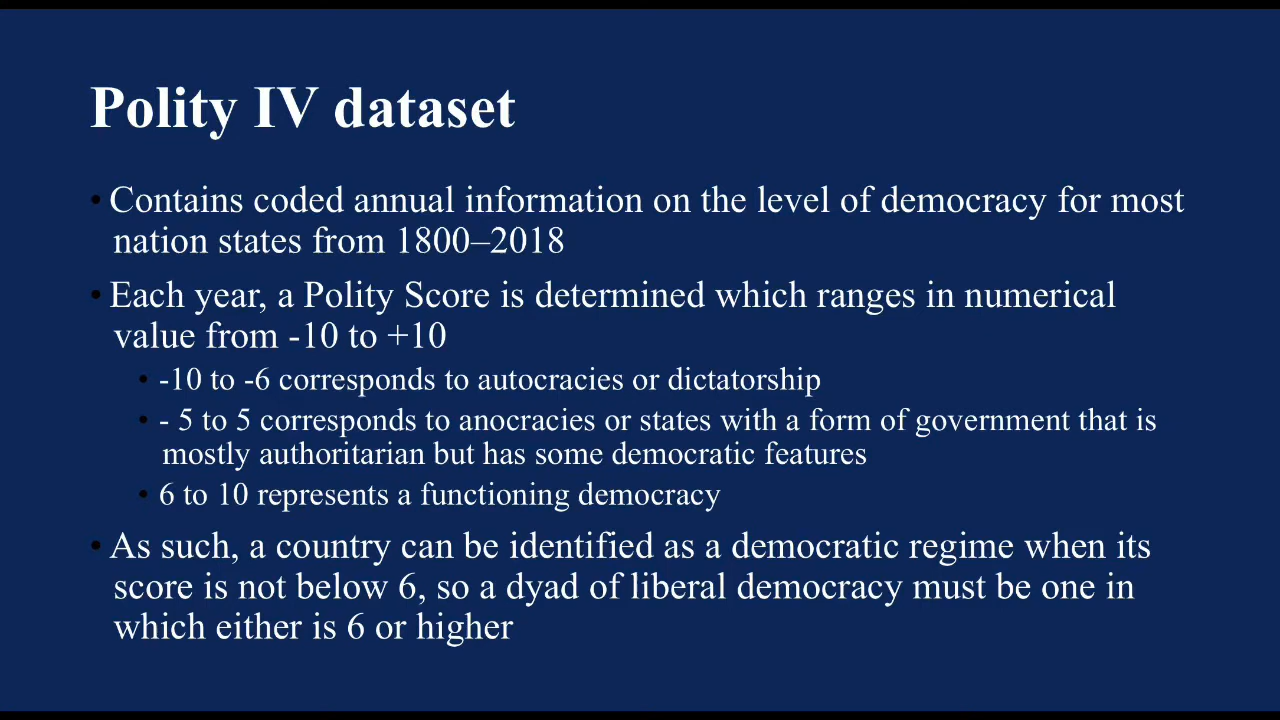 Polity IV dataset
• Contains coded annual information on the level of democracy for most
nation states from 1800–2018
• Each year, a Polity Score is determined which ranges in numerical
value from -10 to +10
• -10 to -6 corresponds to autocracies or dictatorship
• - 5 to 5 corresponds to anocracies or states with a form of government that is
mostly authoritarian but has some democratic features
• 6 to 10 represents a functioning democracy
• As such, a country can be identified as a democratic regime when its
score is not below 6, so a dyad of liberal democracy must be one in
which either is 6 or higher